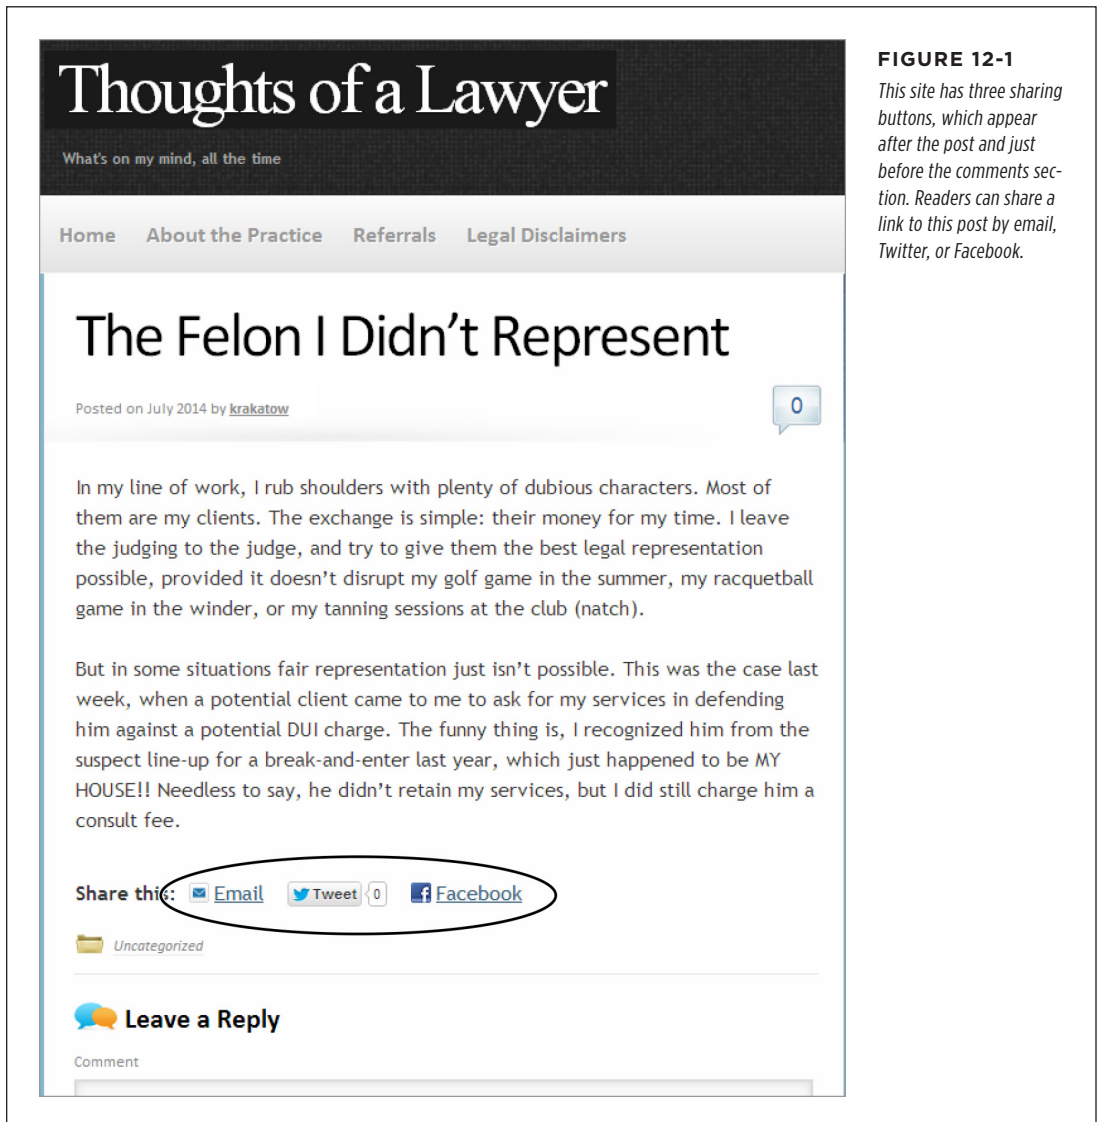 Thoughts of a Lawyer
What's on my mind, all the time
Home About the Practice Referrals Legal Disclaimers
The Felon I Didn't Represent
Posted on July 2014 by krakatow
0
In my line of work, I rub shoulders with plenty of dubious characters. Most of
them are my clients. The exchange is simple: their money for my time. I leave
the judging to the judge, and try to give them the best legal representation
possible, provided it doesn't disrupt my golf game in the summer, my racquetball
game in the winder, or my tanning sessions at the club (natch).
But in some situations fair representation just isn't possible. This was the case last
week, when a potential client came to me to ask for my services in defending
him against a potential DUI charge. The funny thing is, I recognized him from the
suspect line-up for a break-and-enter last year, which just happened to be MY
HOUSE!! Needless to say, he didn't retain my services, but I did still charge him a
consult fee.
Share this: Email Tweet 0 Facebook
Uncategorized
Leave a Reply
Comment
FIGURE 12-1
This site has three sharing
buttons, which appear
after the post and just
before the comments sec-
tion. Readers can share a
link to this post by email,
Twitter, or Facebook.